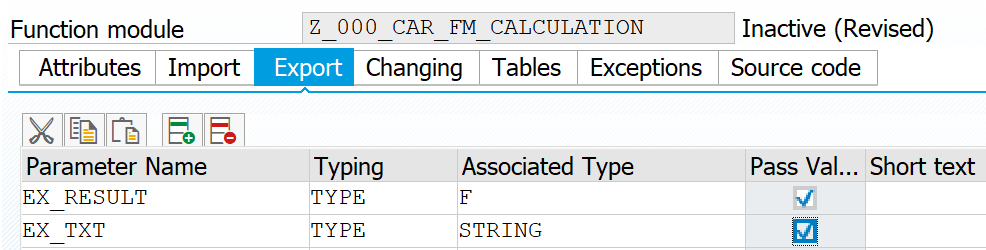 Function module Z_000_CAR_FM_CALCULATION Inactive (Revised)
Attributes Import Export Changing Tables Exceptions Source code
Parameter Name Typing Associated Type Pass Val... Short text
EX_RESULT TYPE F
EX_TXT TYPE STRING